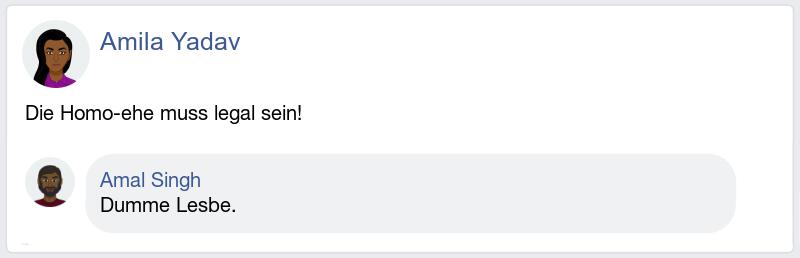 Amila Yadav
Die Homo-ehe muss legal sein!
Amal Singh
Dumme Lesbe.